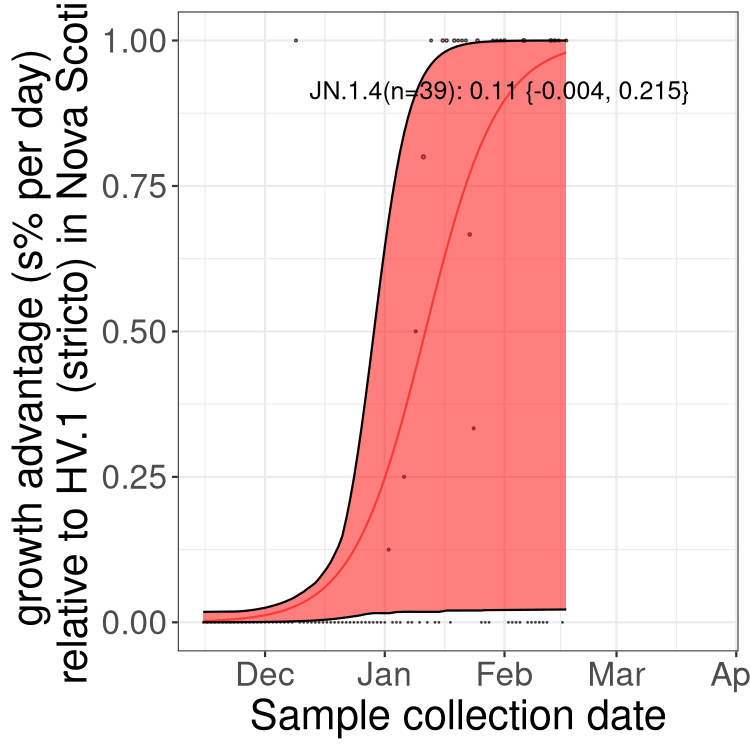 growth advantage (s% per day)
relative to HV.1 (stricto) in Nova Scoti
1.00
0.75
0.50
0.25
0.00
JN.1.4(n=39): 0.11 {-0.004, 0.215}
Dec
Jan
Feb
Mar
Ap
Sample collection date